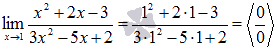 lim x→1 (x² + 2x − 3)/(3x² − 5x + 2) = (1² + 2·1 − 3)/(3·1² − 5·1 + 2) = ⟨0/0⟩